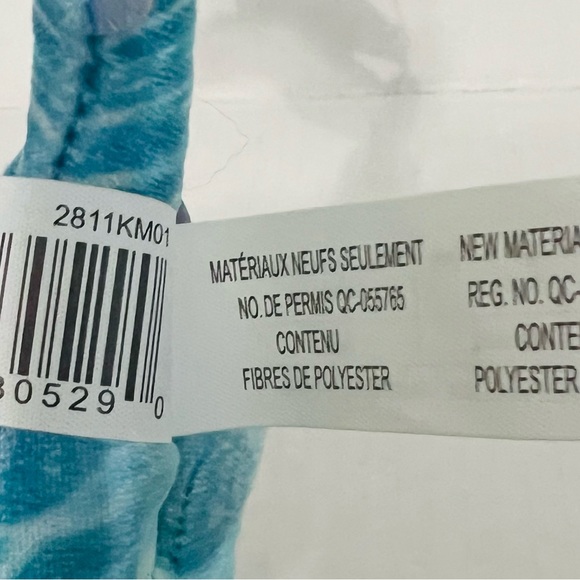 2811KM01
80529 0
MATÉRIAUX NEUFS SEULEMENT
NO. DE PERMIS QC-055765
CONTENU
FIBRES DE POLYESTER
NEW MATERIA
REG. NO. QC-
CONTE
POLYESTER